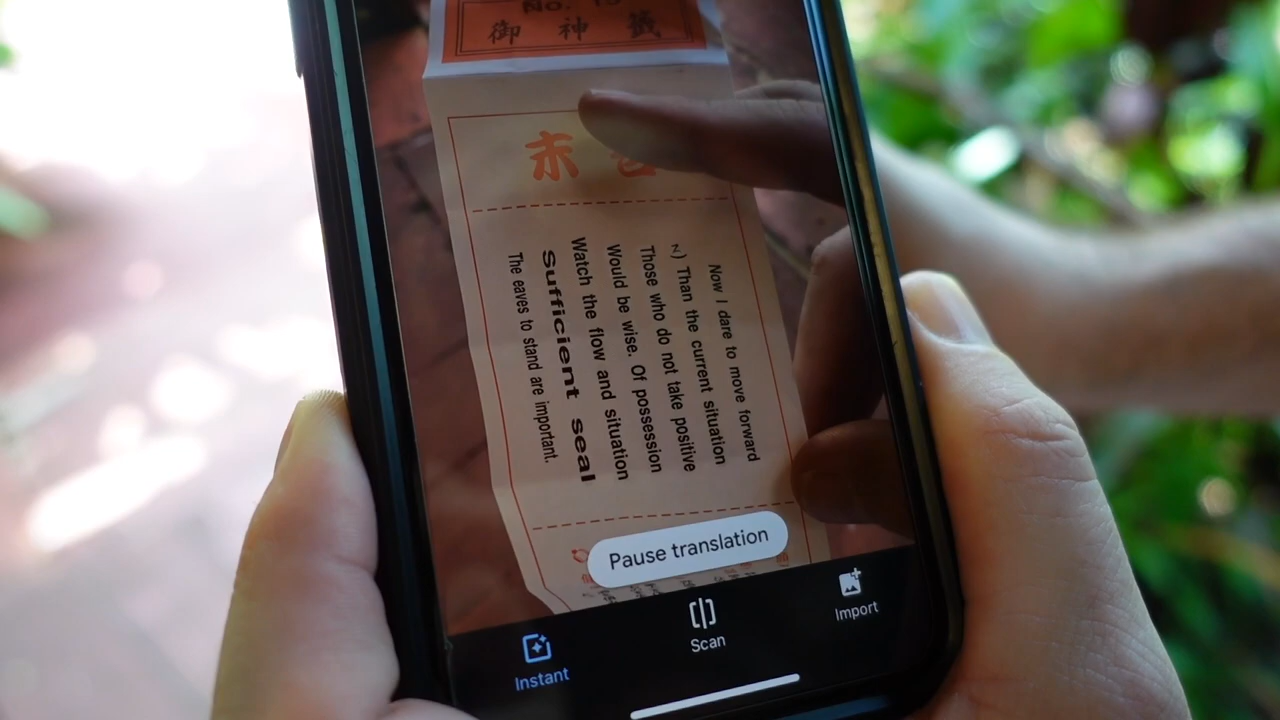 No.
御神籤
末
Now I dare to move forward
Than the current situation
Those who do not take positive
Would be wise. Of possession
Watch the flow and situation
Sufficient seal
The eaves to stand are important.
Pause translation
Instant
Scan
Import